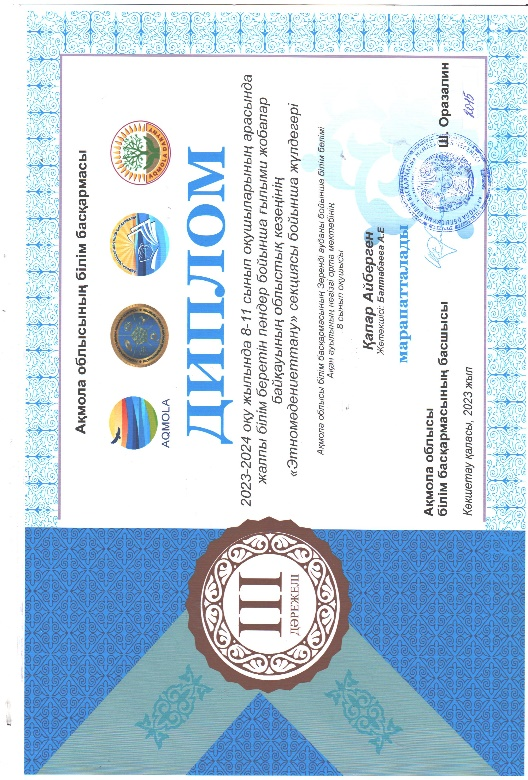 Ақмола облысының білім басқармасы
AQMOLA
ДИПЛОМ
2023-2024 оқу жылында 8-11 сынып оқушыларының арасында
жалпы білім беретін пәндер бойынша ғылыми жобалар
байқауының облыстық кезеңінің
«Этномәдениеттану» секциясы бойынша жүлдегері
Ақмола облысы білім басқармасының Зеренді ауданы бойынша білім бөлімі
Ақан ауылының негізгі орта мектебінің
8 сынып оқушысы
Қапар Айберген
Жетекшісі: Балтабаева А.Е
марапатталады
Ақмола облысы
білім басқармасының басшысы
Ш. Оразалин
Көкшетау қаласы, 2023 жыл
III
ДӘРЕЖЕЛІ